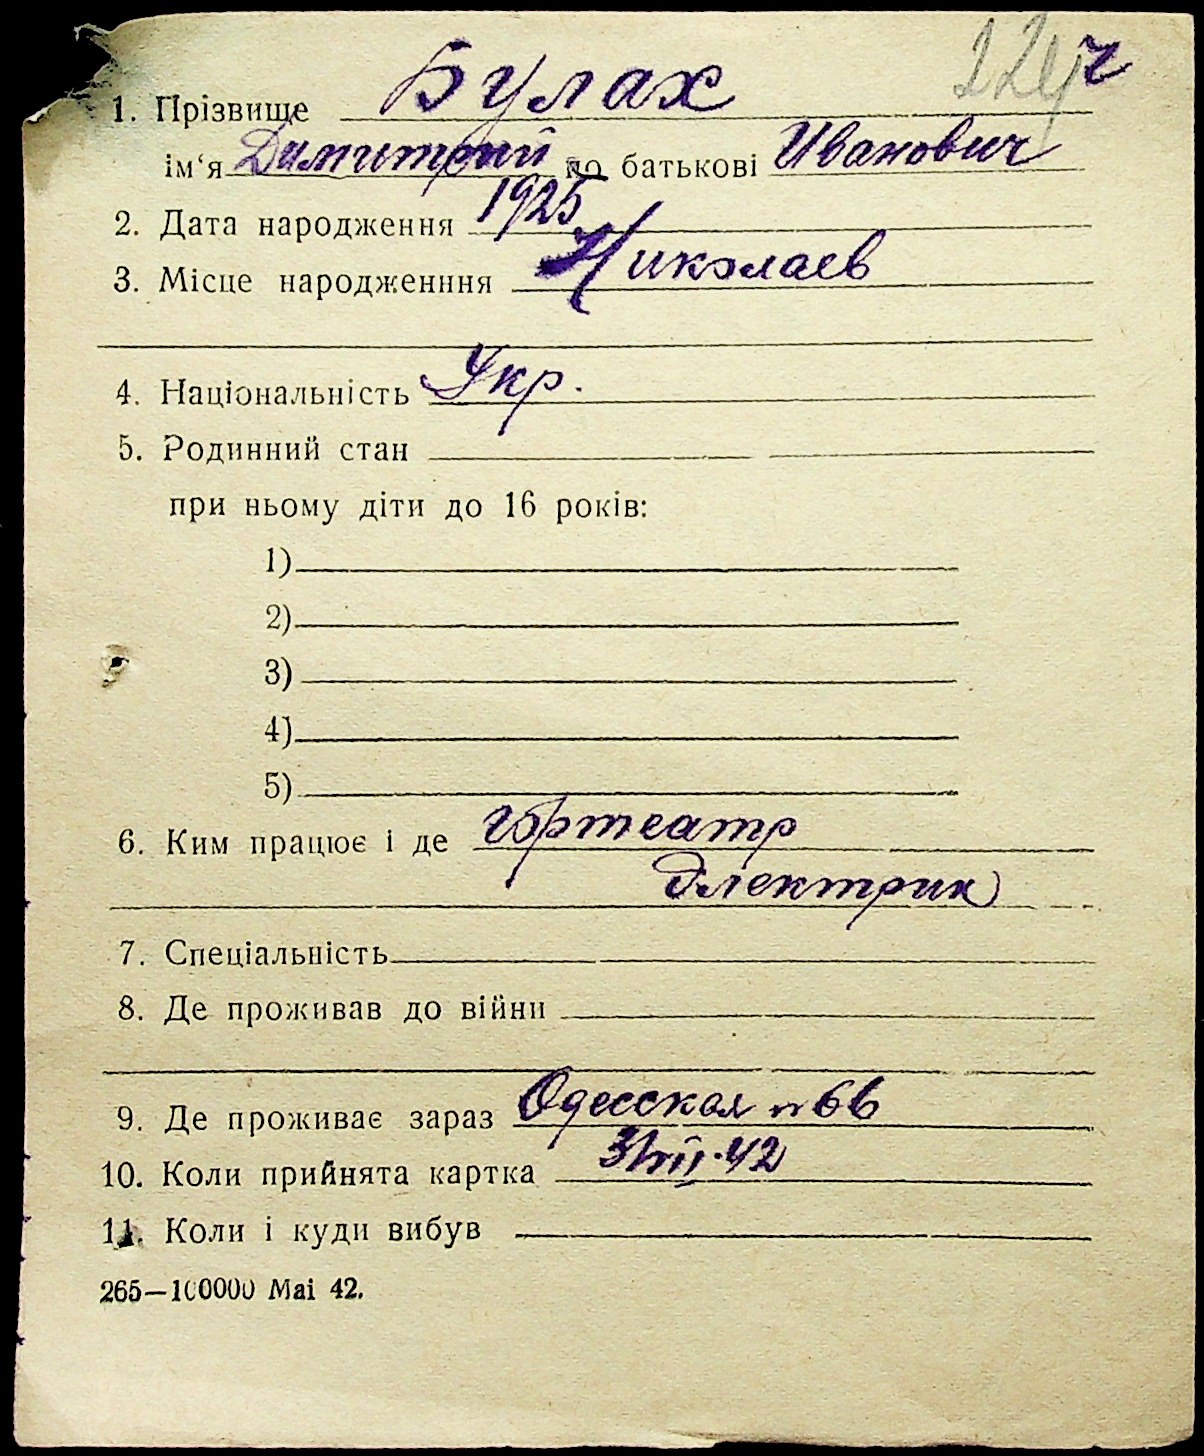 224 ч
1. Прізвище Булах
ім‘я Димитрий по батькові Иванович
2. Дата народження 1925
3. Місце народженння Николаев
4. Національність Укр.
5. Родинний стан
при ньому діти до 16 років:
1)
2)
3)
4)
5)
6. Ким працює і де гортеатр
Электрик
7. Спеціальність
8. Де проживав до війни
9. Де проживає зараз Одесская n 66
10. Коли прийнята картка 42
11. Коли і куди вибув
265—100000 Mai 42.